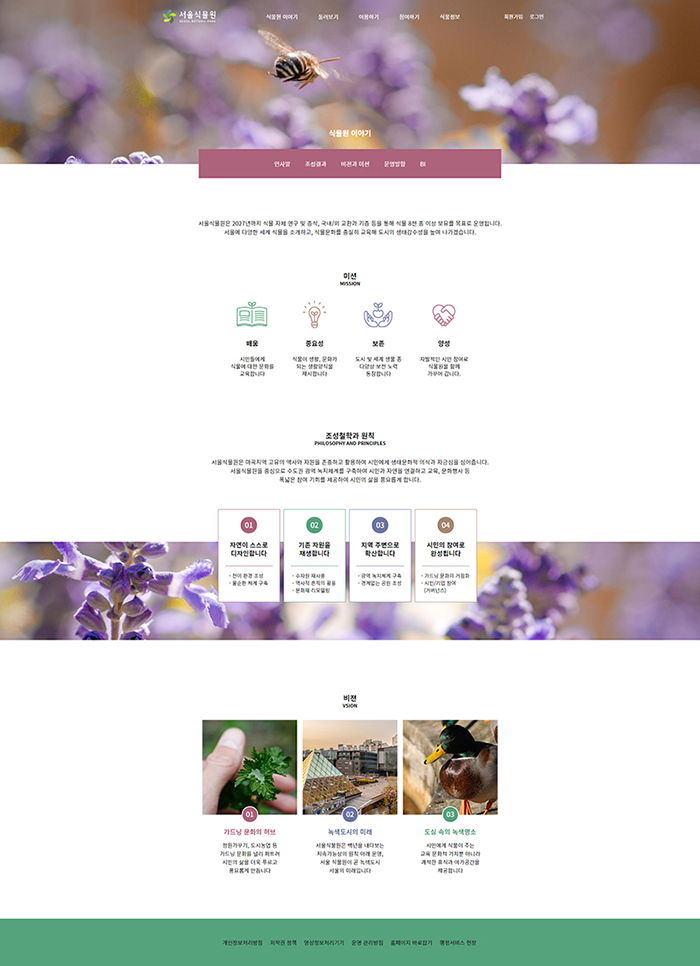 서울식물원
SEOUL BOTANIC PARK
식물원 이야기 둘러보기 이용하기 참여하기 식물정보 회원가입 로그인
식물원 이야기
인사말 조성결과 비젼과 미션 운영방향 BI
서울식물원은 2027년까지 식물 자체 연구 및 증식, 국내/외 교환과 기증 등을 통해 식물 8천 종 이상 보유를 목표로 운영됩니다.
서울에 다양한 세계 식물을 소개하고, 식물문화를 충실히 교육해 도시의 생태감수성을 높여 나가겠습니다.
미션
MISSION
배움
시민들에게
식물에 대한 문화를
교육합니다
중요성
식물이 생활, 문화가
되는 생활양식을
제시합니다
보존
도시 및 세계 생물 종
다양성 보전 노력
동참합니다
양성
자발적인 시민 참여로
식물원을 함께
가꾸어 갑니다.
조성철학과 원칙
PHILOSOPHY AND PRINCIPLES
서울식물원은 마곡지역 고유의 역사와 자원을 존중하고 활용하여 시민에게 생태문화적 의식과 자긍심을 심어줍니다.
서울식물원을 중심으로 수도권 광역 녹지체계를 구축하여 시민과 자연을 연결하고 교육, 문화행사 등
폭넓은 참여 기회를 제공하여 시민의 삶을 풍요롭게 합니다.
01
자연이 스스로
디자인합니다
- 천이 환경 조성
- 물순환 체계 구축
02
기존 자원을
재생합니다
- 수자원 재사용
- 역사적 흔적의 활용
- 문화재 리모델링
03
지역 주변으로
확산합니다
- 광역 녹지체계 구축
- 경계없는 공원 조성
04
시민의 참여로
완성됩니다
- 가드닝 문화의 거점화
- 시민/기업 참여
(거버넌스)
비젼
VSION
01
가드닝 문화의 허브
정원가꾸기, 도시농업 등
가드닝 문화를 널리 퍼트려
시민의 삶을 더욱 푸르고
풍요롭게 만듭니다
02
녹색도시의 미래
서울식물원은 백년을 내다보는
지속가능성의 원칙 아래 운영,
서울 식물원이 곧 녹색도시
서울의 미래입니다
03
도심 속의 녹색명소
시민에게 식물이 주는
교육 문화적 가치뿐 아니라
쾌적한 휴식과 여가공간을
제공합니다
개인정보처리방침 저작권 정책 영상정보처리기기 운영 관리방침 홈페이지 바로잡기 행정서비스 헌장